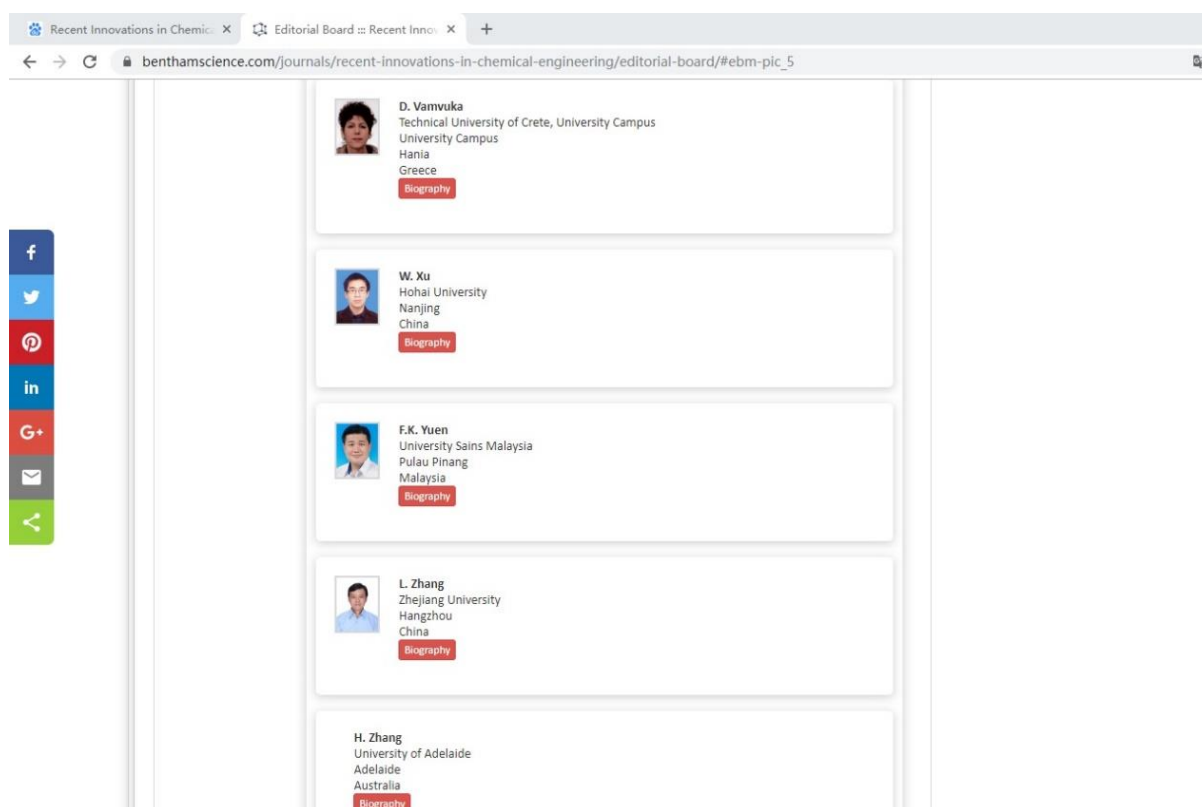 Recent Innovations in Chemic
Editorial Board ::: Recent Innov
benthamscience.com/journals/recent-innovations-in-chemical-engineering/editorial-board/#ebm-pic_5
D. Vamvuka
Technical University of Crete, University Campus
University Campus
Hania
Greece
Biography
W. Xu
Hohai University
Nanjing
China
Biography
F.K. Yuen
University Sains Malaysia
Pulau Pinang
Malaysia
Biography
L. Zhang
Zhejiang University
Hangzhou
China
Biography
H. Zhang
University of Adelaide
Adelaide
Australia
Biography
f
in
G+